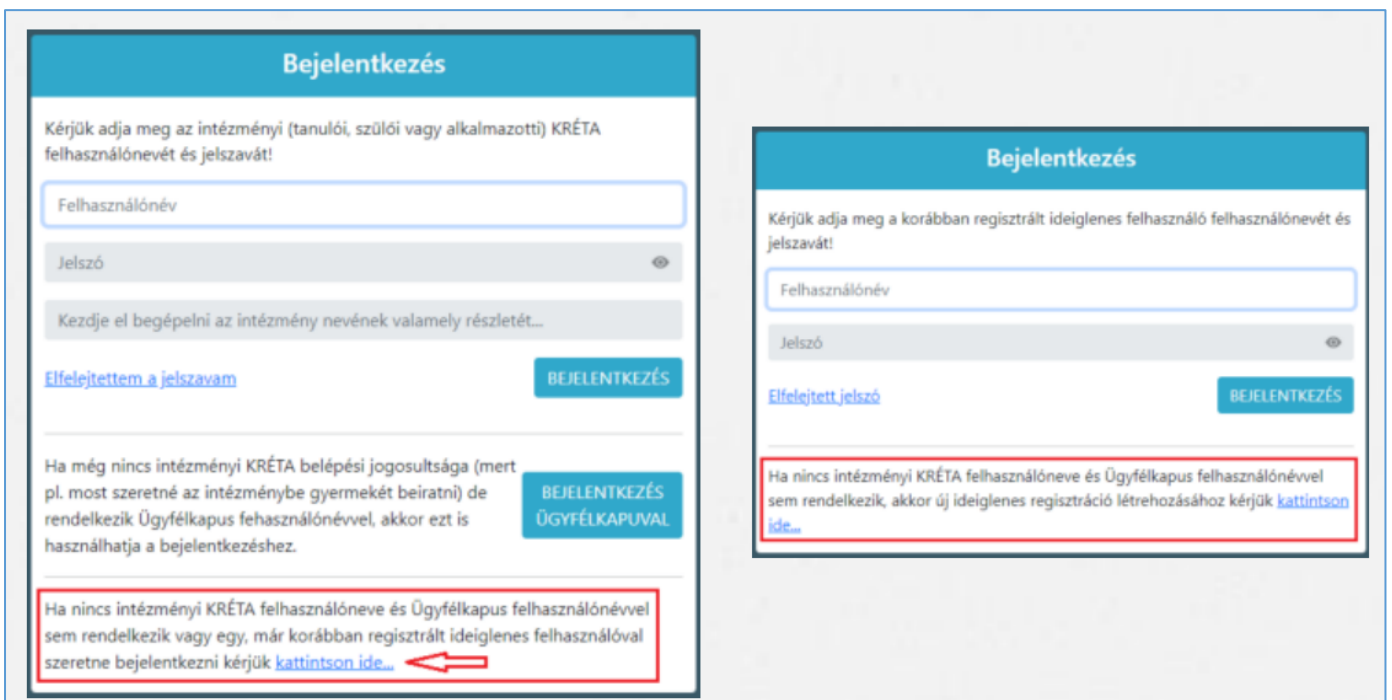 Bejelentkezés
Kérjük adja meg az intézményi (tanulói, szülői vagy alkalmazotti) KRÉTA
felhasználónevét és jelszavát!
Felhasználónév
Jelszó
Kezdje el begépelni az intézmény nevének valamely részletét...
Elfelejtettem a jelszavam
BEJELENTKEZÉS
Ha még nincs intézményi KRÉTA belépési jogosultsága (mert
pl. most szeretné az intézménybe gyermekét beiratni) de
rendelkezik Ügyfélkapus fehasználónévvel, akkor ezt is
használhatja a bejelentkezéshez.
BEJELENTKEZÉS
ÜGYFÉLKAPUVAL
Ha nincs intézményi KRÉTA felhasználóneve és Ügyfélkapus felhasználónévvel
sem rendelkezik vagy egy, már korábban regisztrált ideiglenes felhasználóval
szeretne bejelentkezni kérjük kattintson ide...
Bejelentkezés
Kérjük adja meg a korábban regisztrált ideiglenes felhasználó felhasználónevét és
jelszavát!
Felhasználónév
Jelszó
Elfelejtett jelszó
BEJELENTKEZÉS
Ha nincs intézményi KRÉTA felhasználóneve és Ügyfélkapus felhasználónévvel
sem rendelkezik, akkor új ideiglenes regisztráció létrehozásához kérjük kattintson
ide...